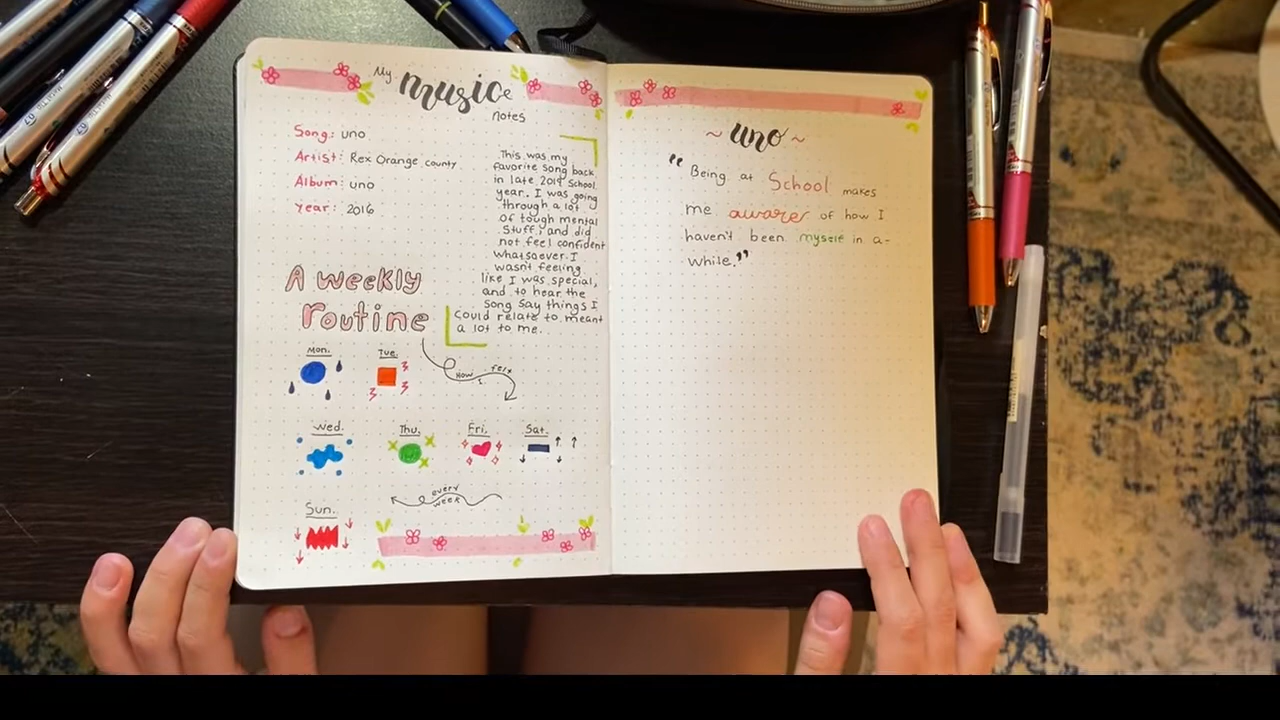 My music
notes
Song: uno
Artist: Rex Orange county
Album: uno
Year: 2016
This was my
favorite song back
in late 2019 school
year. I was going
through a lot
of tough mental
stuff, and did
not feel confident
whatsaever. I
wasn't feeling
like I was special,
and to hear the
song say things I
could relate to meant
a lot to me.
A weekly
routine
how I felt
Mon.
Tue.
Wed.
Thu.
Fri.
Sat.
every
week
Sun.
~ uno ~
"Being at School makes
me aware of how I
haven't been myself in a-
while."